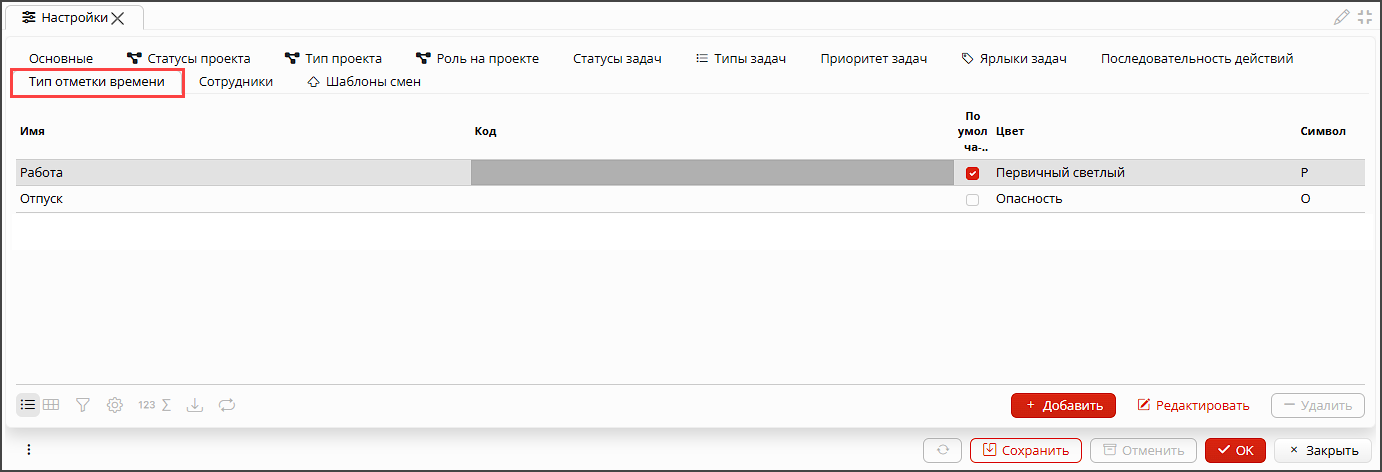 Настройки
Основные Статусы проекта Тип проекта Роль на проекте Статусы задач Типы задач Приоритет задач Ярлыки задач Последовательность действий
Тип отметки времени Сотрудники Шаблоны смен
Имя Код По умол ча-.. Цвет Символ
Работа Первичный светлый Р
Отпуск Опасность О
123 Σ + Добавить Редактировать Удалить
Сохранить Отменить OK × Закрыть